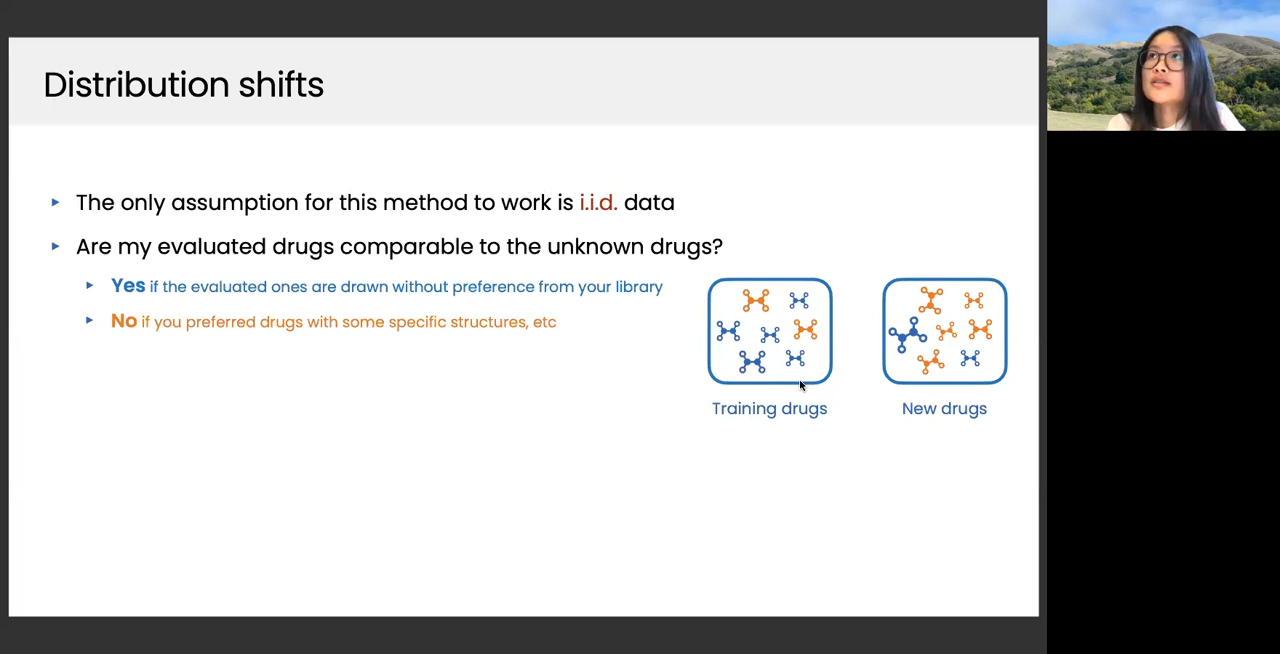 Distribution shifts
The only assumption for this method to work is i.i.d. data
Are my evaluated drugs comparable to the unknown drugs?
Yes if the evaluated ones are drawn without preference from your library
No if you preferred drugs with some specific structures, etc
Training drugs
New drugs